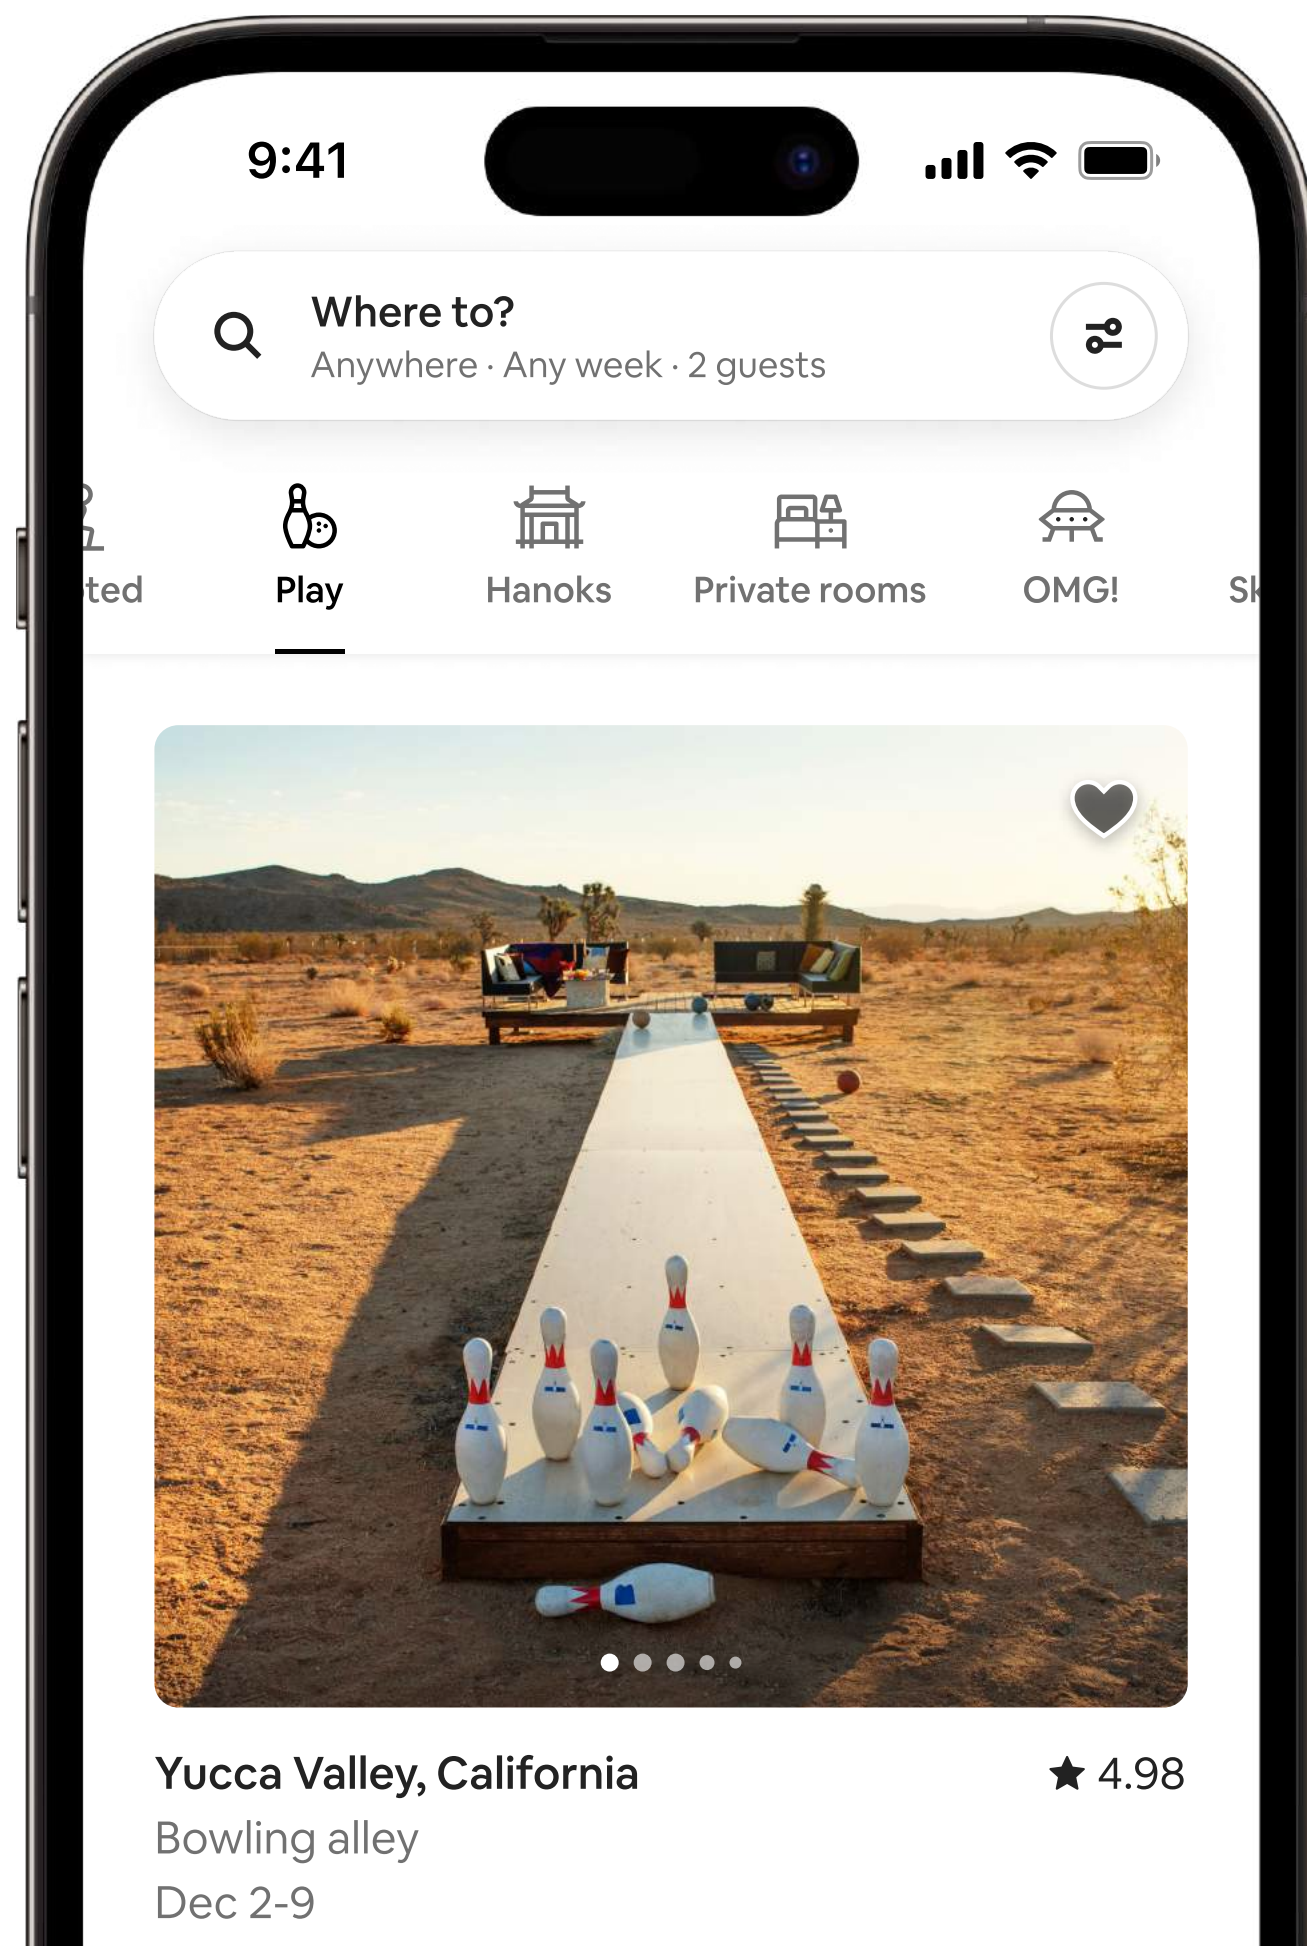 9:41
Where to?
Anywhere · Any week · 2 guests
ted
Play
Hanoks
Private rooms
OMG!
Sk
Yucca Valley, California
★ 4.98
Bowling alley
Dec 2-9